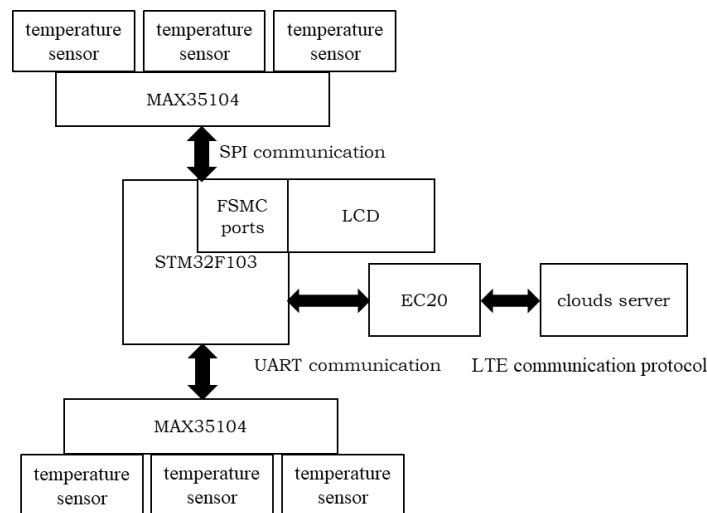 temperature
sensor
temperature
sensor
temperature
sensor
MAX35104
SPI communication
FSMC
ports
LCD
STM32F103
EC20
clouds server
UART communication
LTE communication protocol
MAX35104
temperature
sensor
temperature
sensor
temperature
sensor